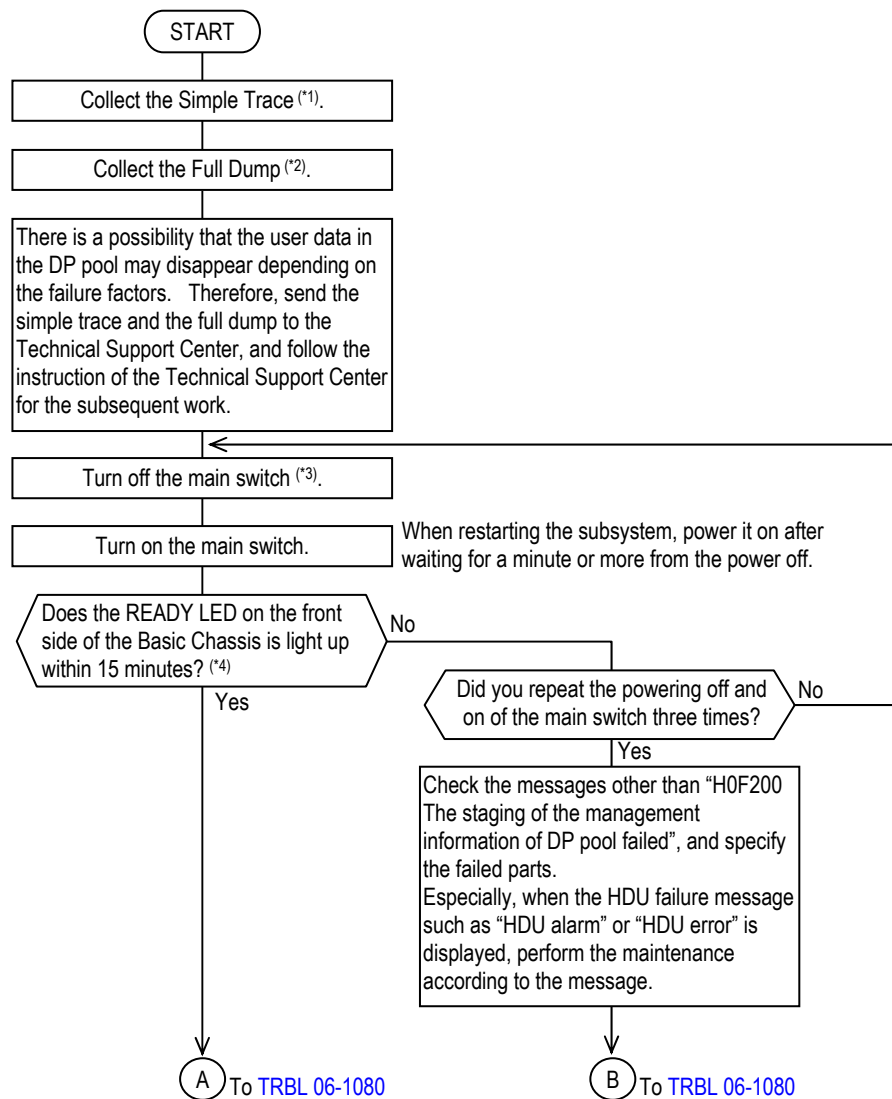 START
Collect the Simple Trace (*1).
Collect the Full Dump (*2).
There is a possibility that the user data in
the DP pool may disappear depending on
the failure factors.   Therefore, send the
simple trace and the full dump to the
Technical Support Center, and follow the
instruction of the Technical Support Center
for the subsequent work.
Turn off the main switch (*3).
Turn on the main switch.
When restarting the subsystem, power it on after
waiting for a minute or more from the power off.
Does the READY LED on the front
side of the Basic Chassis is light up
within 15 minutes? (*4)
No
Yes
Did you repeat the powering off and
on of the main switch three times?
No
Yes
Check the messages other than “H0F200
The staging of the management
information of DP pool failed”, and specify
the failed parts.
Especially, when the HDU failure message
such as “HDU alarm” or “HDU error” is
displayed, perform the maintenance
according to the message.
A To TRBL 06-1080
B To TRBL 06-1080